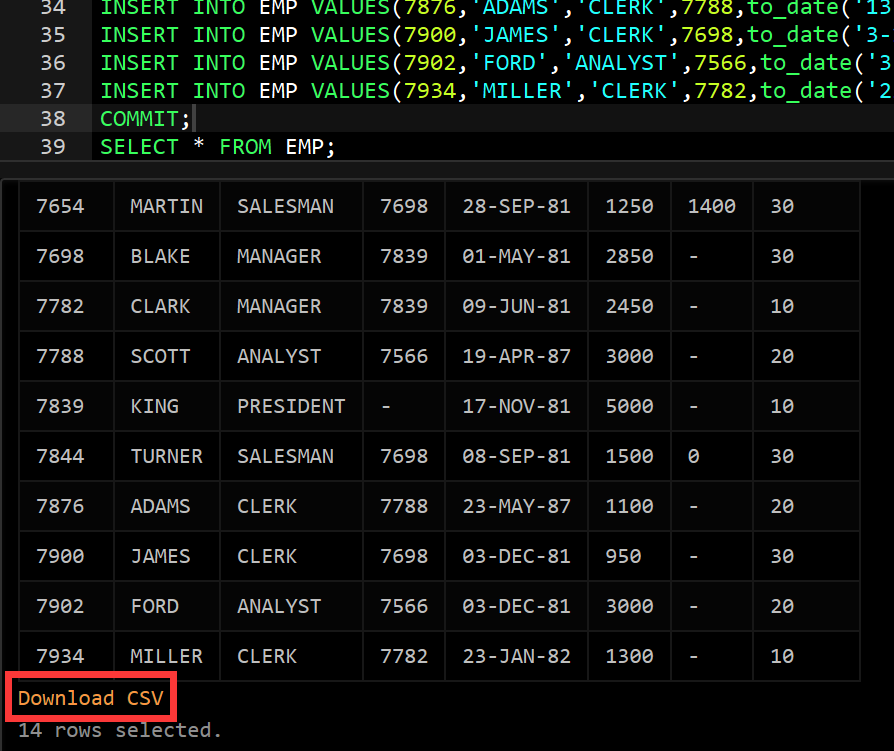 34 INSERT INTO EMP VALUES(7876,'ADAMS','CLERK',7788,to_date('13
35 INSERT INTO EMP VALUES(7900,'JAMES','CLERK',7698,to_date('3-
36 INSERT INTO EMP VALUES(7902,'FORD','ANALYST',7566,to_date('3
37 INSERT INTO EMP VALUES(7934,'MILLER','CLERK',7782,to_date('2
38 COMMIT;
39 SELECT * FROM EMP;
7654 MARTIN SALESMAN 7698 28-SEP-81 1250 1400 30
7698 BLAKE MANAGER 7839 01-MAY-81 2850 - 30
7782 CLARK MANAGER 7839 09-JUN-81 2450 - 10
7788 SCOTT ANALYST 7566 19-APR-87 3000 - 20
7839 KING PRESIDENT - 17-NOV-81 5000 - 10
7844 TURNER SALESMAN 7698 08-SEP-81 1500 0 30
7876 ADAMS CLERK 7788 23-MAY-87 1100 - 20
7900 JAMES CLERK 7698 03-DEC-81 950 - 30
7902 FORD ANALYST 7566 03-DEC-81 3000 - 20
7934 MILLER CLERK 7782 23-JAN-82 1300 - 10
Download CSV
14 rows selected.